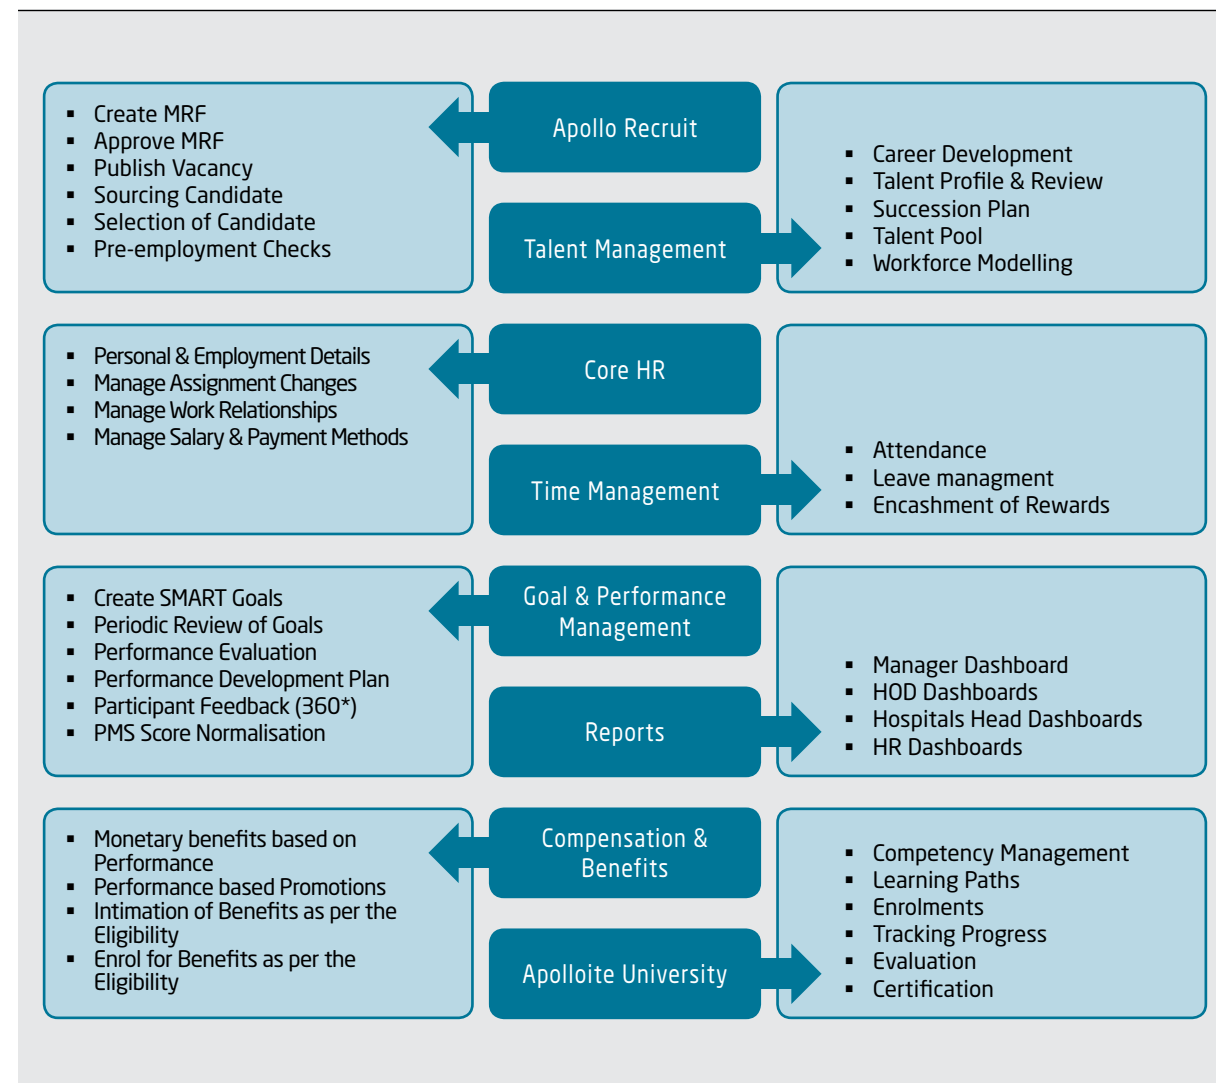 Apollo Recruit
▪ Create MRF
▪ Approve MRF
▪ Publish Vacancy
▪ Sourcing Candidate
▪ Selection of Candidate
▪ Pre-employment Checks
Talent Management
▪ Career Development
▪ Talent Profile & Review
▪ Succession Plan
▪ Talent Pool
▪ Workforce Modelling
Core HR
▪ Personal & Employment Details
▪ Manage Assignment Changes
▪ Manage Work Relationships
▪ Manage Salary & Payment Methods
Time Management
▪ Attendance
▪ Leave managment
▪ Encashment of Rewards
Goal & Performance
Management
▪ Create SMART Goals
▪ Periodic Review of Goals
▪ Performance Evaluation
▪ Performance Development Plan
▪ Participant Feedback (360*)
▪ PMS Score Normalisation
Reports
▪ Manager Dashboard
▪ HOD Dashboards
▪ Hospitals Head Dashboards
▪ HR Dashboards
Compensation &
Benefits
▪ Monetary benefits based on
Performance
▪ Performance based Promotions
▪ Intimation of Benefits as per the
Eligibility
▪ Enrol for Benefits as per the
Eligibility
Apolloite University
▪ Competency Management
▪ Learning Paths
▪ Enrolments
▪ Tracking Progress
▪ Evaluation
▪ Certification